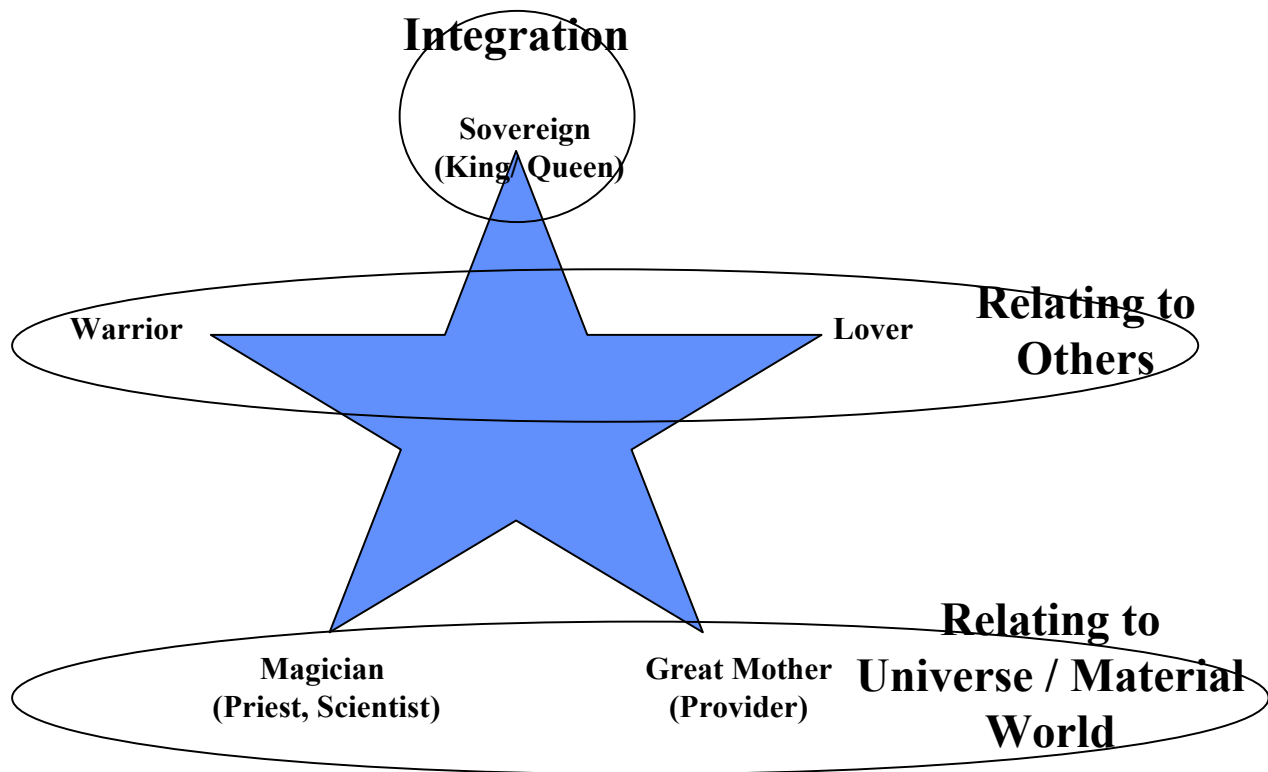 Integration
Sovereign
(King/ Queen)
Warrior
Lover
Relating to
Others
Magician
(Priest, Scientist)
Great Mother
(Provider)
Relating to
Universe / Material
World